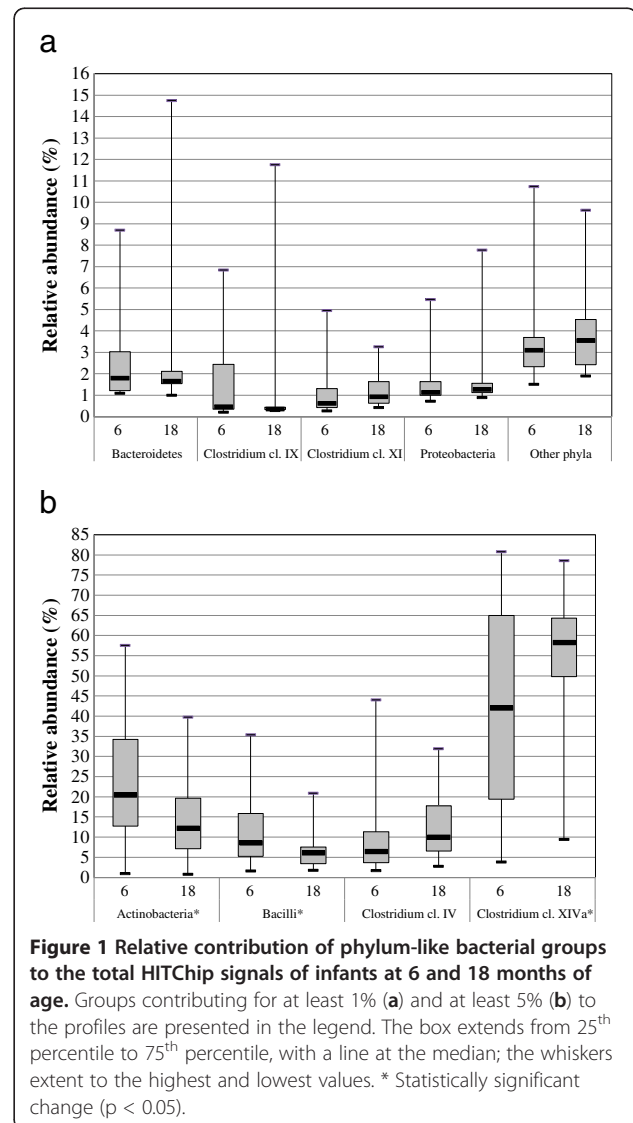 a
Relative abundance (%)
16
15
14
13
12
11
10
9
8
7
6
5
4
3
2
1
0
6 18 6 18 6 18 6 18 6 18
Bacteroidetes Clostridium cl. IX Clostridium cl. XI Proteobacteria Other phyla
b
Relative abundance (%)
85
80
75
70
65
60
55
50
45
40
35
30
25
20
15
10
5
0
6 18 6 18 6 18 6 18
Actinobacteria* Bacilli* Clostridium cl. IV Clostridium cl. XIVa*
Figure 1 Relative contribution of phylum-like bacterial groups
to the total HITChip signals of infants at 6 and 18 months of
age. Groups contributing for at least 1% (a) and at least 5% (b) to
the profiles are presented in the legend. The box extends from 25th
percentile to 75th percentile, with a line at the median; the whiskers
extent to the highest and lowest values. * Statistically significant
change (p < 0.05).